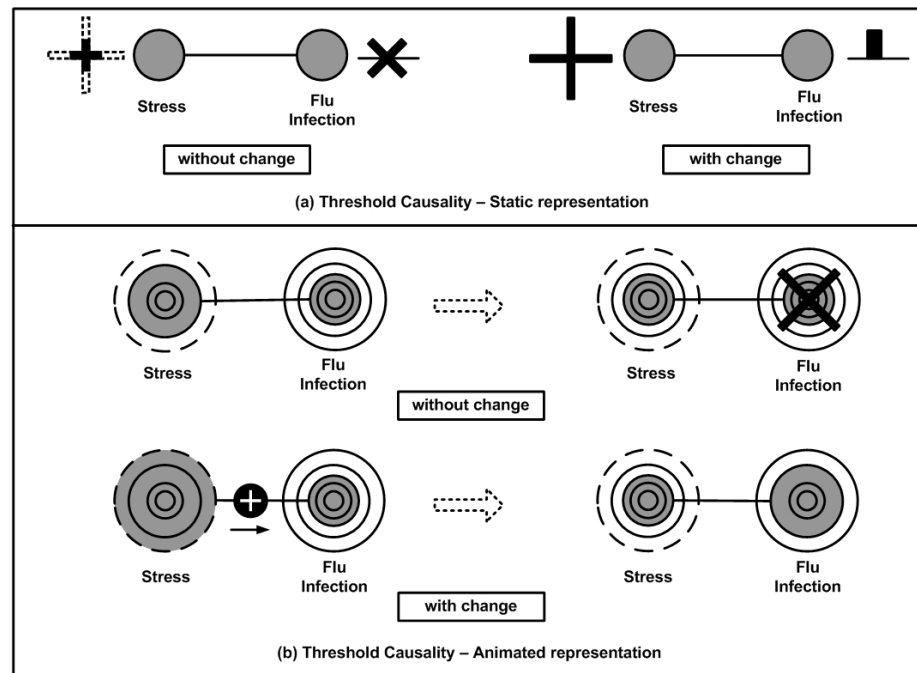 Stress
Flu
Infection
without change
Stress
Flu
Infection
with change
(a) Threshold Causality – Static representation
Stress
Flu
Infection
Stress
Flu
Infection
without change
Stress
Flu
Infection
Stress
Flu
Infection
with change
(b) Threshold Causality – Animated representation